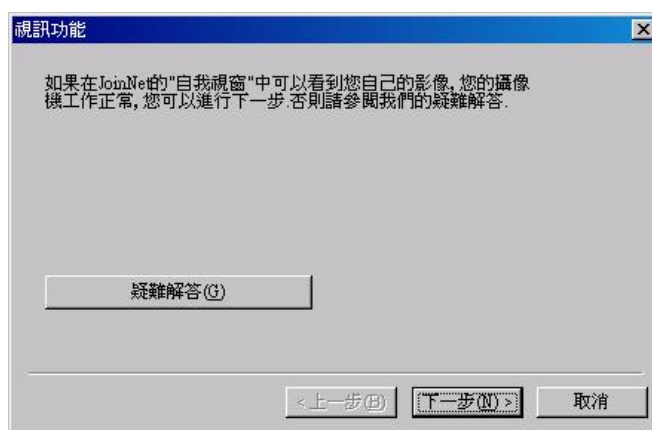 視訊功能
如果在JoinNet的"自我視窗"中可以看到您自己的影像,您的攝像
機工作正常,您可以進行下一步.否則請參閱我們的疑難解答.
疑難解答(G)
<上一步(B) 下一步(N)> 取消